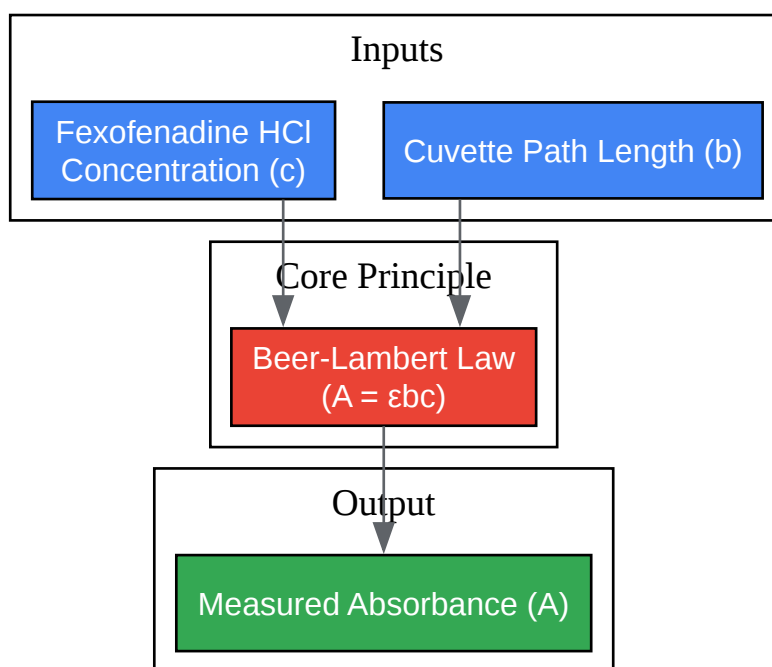 Inputs
Fexofenadine HCl
Concentration (c)
Cuvette Path Length (b)
Core Principle
Beer-Lambert Law
(A = εbc)
Output
Measured Absorbance (A)